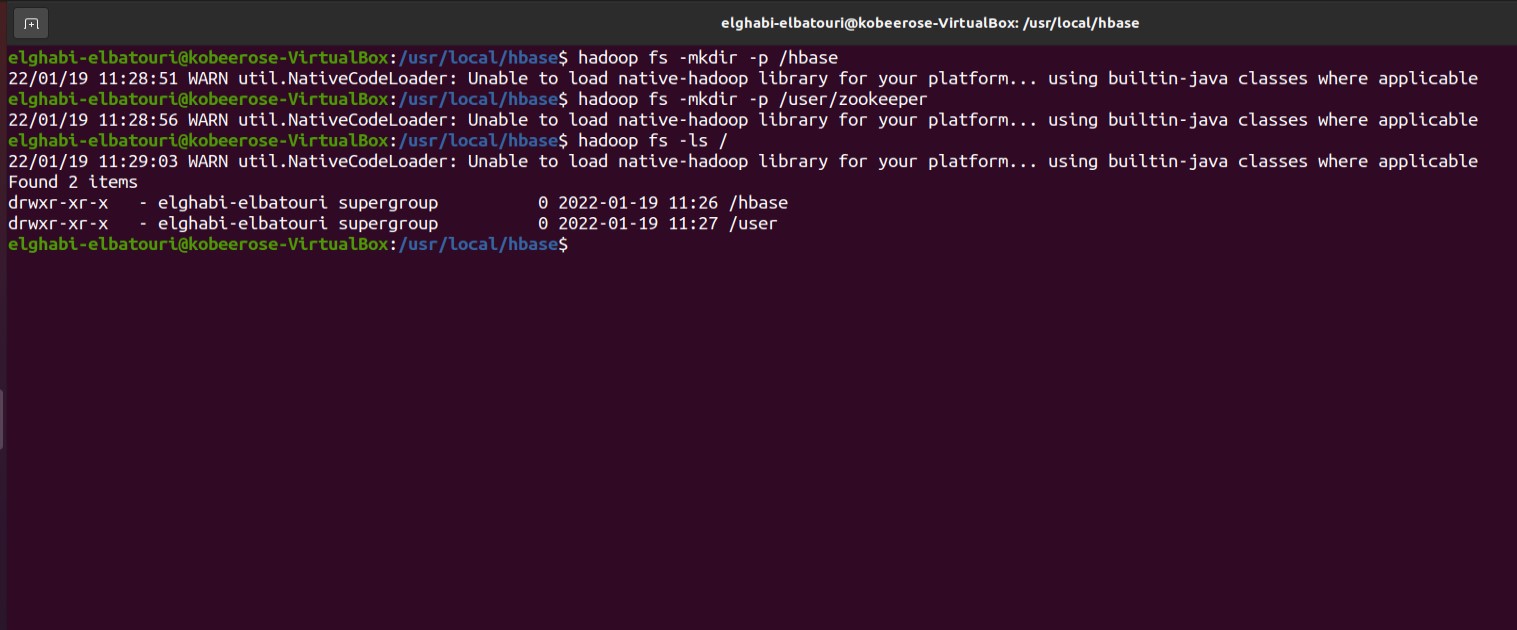 elghabi-elbatouri@kobeerose-VirtualBox: /usr/local/hbase
elghabi-elbatouri@kobeerose-VirtualBox:/usr/local/hbase$ hadoop fs -mkdir -p /hbase
22/01/19 11:28:51 WARN util.NativeCodeLoader: Unable to load native-hadoop library for your platform... using builtin-java classes where applicable
elghabi-elbatouri@kobeerose-VirtualBox:/usr/local/hbase$ hadoop fs -mkdir -p /user/zookeeper
22/01/19 11:28:56 WARN util.NativeCodeLoader: Unable to load native-hadoop library for your platform... using builtin-java classes where applicable
elghabi-elbatouri@kobeerose-VirtualBox:/usr/local/hbase$ hadoop fs -ls /
22/01/19 11:29:03 WARN util.NativeCodeLoader: Unable to load native-hadoop library for your platform... using builtin-java classes where applicable
Found 2 items
drwxr-xr-x   - elghabi-elbatouri supergroup          0 2022-01-19 11:26 /hbase
drwxr-xr-x   - elghabi-elbatouri supergroup          0 2022-01-19 11:27 /user
elghabi-elbatouri@kobeerose-VirtualBox:/usr/local/hbase$